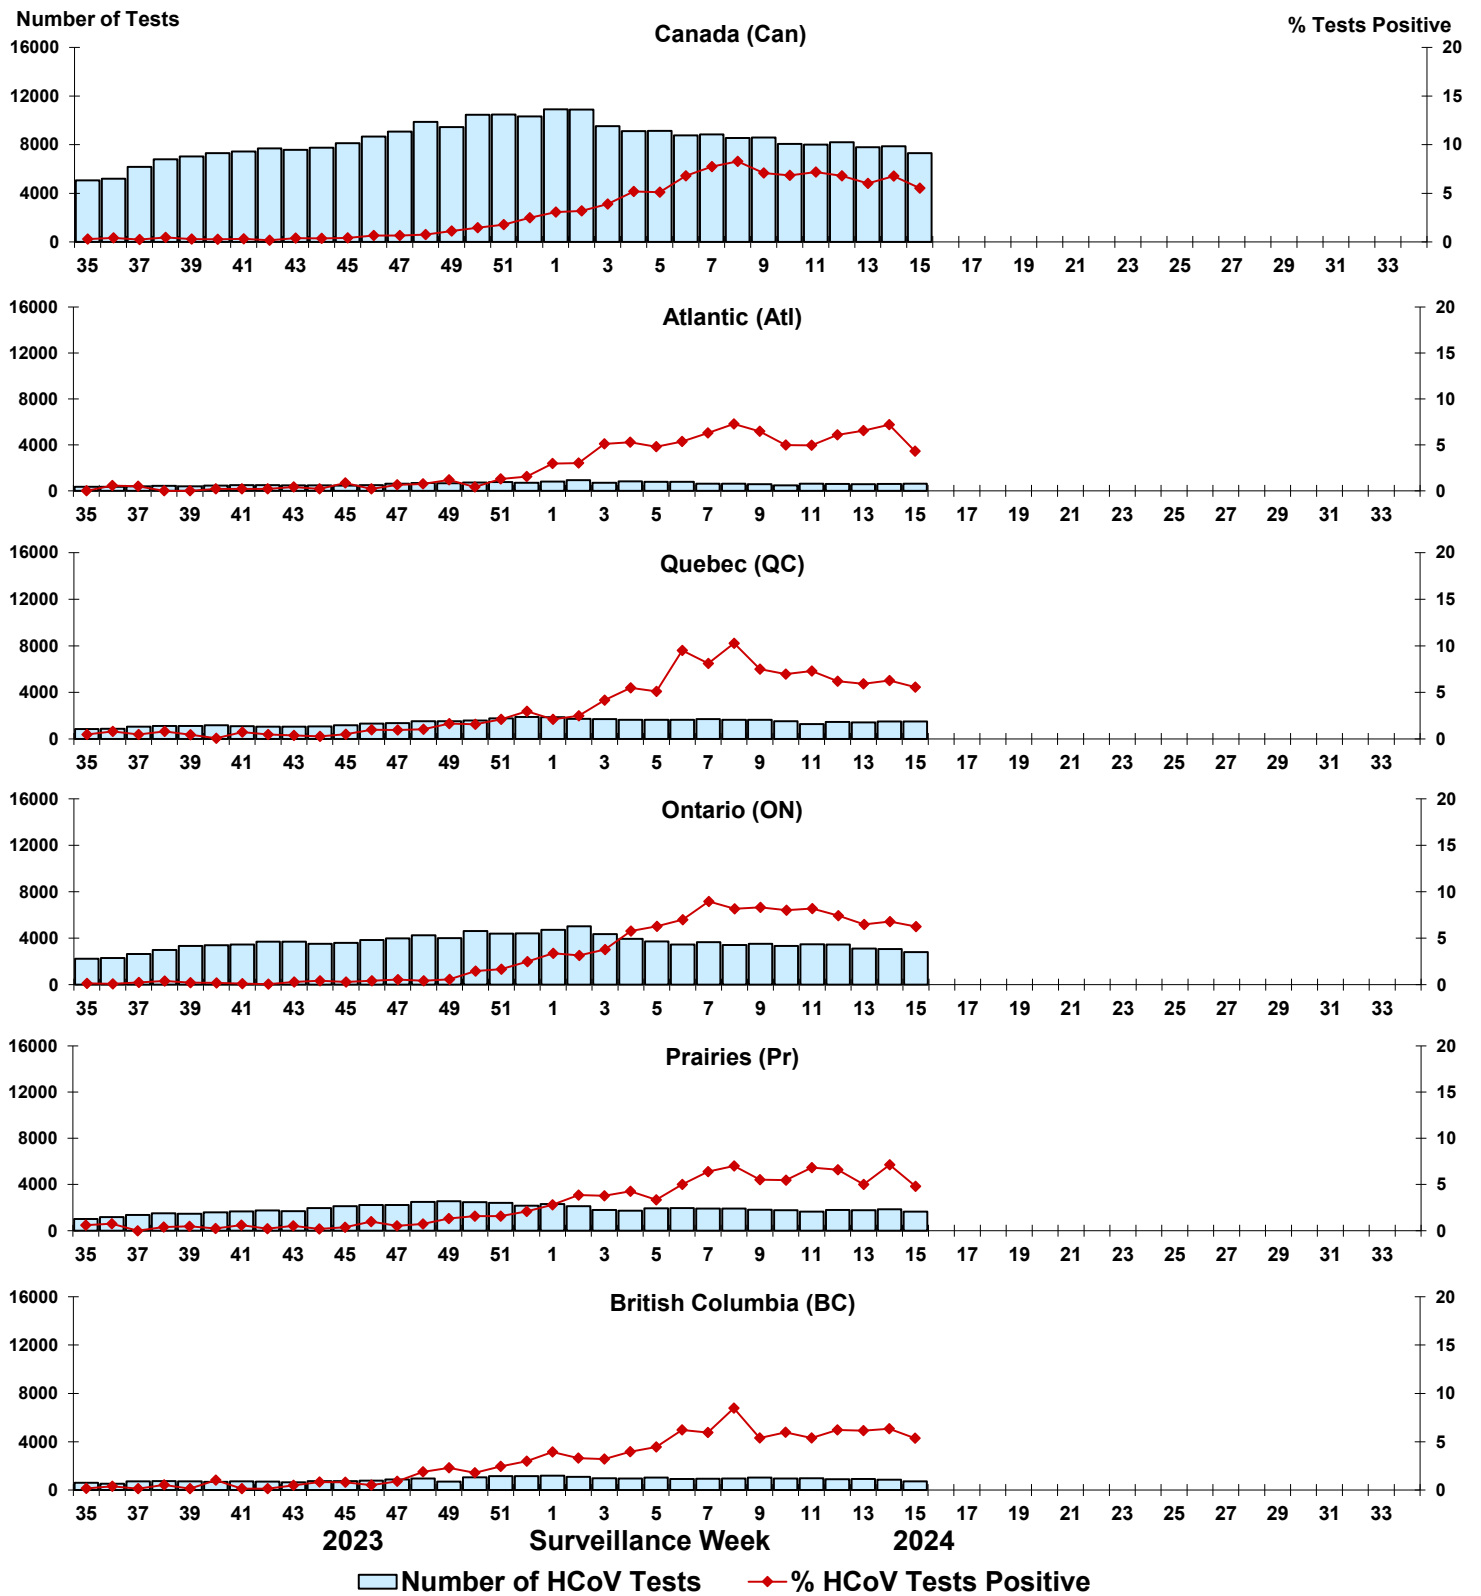 Number of Tests
% Tests Positive
Canada (Can)
16000 20
12000 15
8000 10
4000 5
0 0
35 37 39 41 43 45 47 49 51 1 3 5 7 9 11 13 15 17 19 21 23 25 27 29 31 33
Atlantic (Atl)
16000 20
12000 15
8000 10
4000 5
0 0
35 37 39 41 43 45 47 49 51 1 3 5 7 9 11 13 15 17 19 21 23 25 27 29 31 33
Quebec (QC)
16000 20
12000 15
8000 10
4000 5
0 0
35 37 39 41 43 45 47 49 51 1 3 5 7 9 11 13 15 17 19 21 23 25 27 29 31 33
Ontario (ON)
16000 20
12000 15
8000 10
4000 5
0 0
35 37 39 41 43 45 47 49 51 1 3 5 7 9 11 13 15 17 19 21 23 25 27 29 31 33
Prairies (Pr)
16000 20
12000 15
8000 10
4000 5
0 0
35 37 39 41 43 45 47 49 51 1 3 5 7 9 11 13 15 17 19 21 23 25 27 29 31 33
British Columbia (BC)
16000 20
12000 15
8000 10
4000 5
0 0
35 37 39 41 43 45 47 49 51 1 3 5 7 9 11 13 15 17 19 21 23 25 27 29 31 33
2023 Surveillance Week 2024
Number of HCoV Tests % HCoV Tests Positive